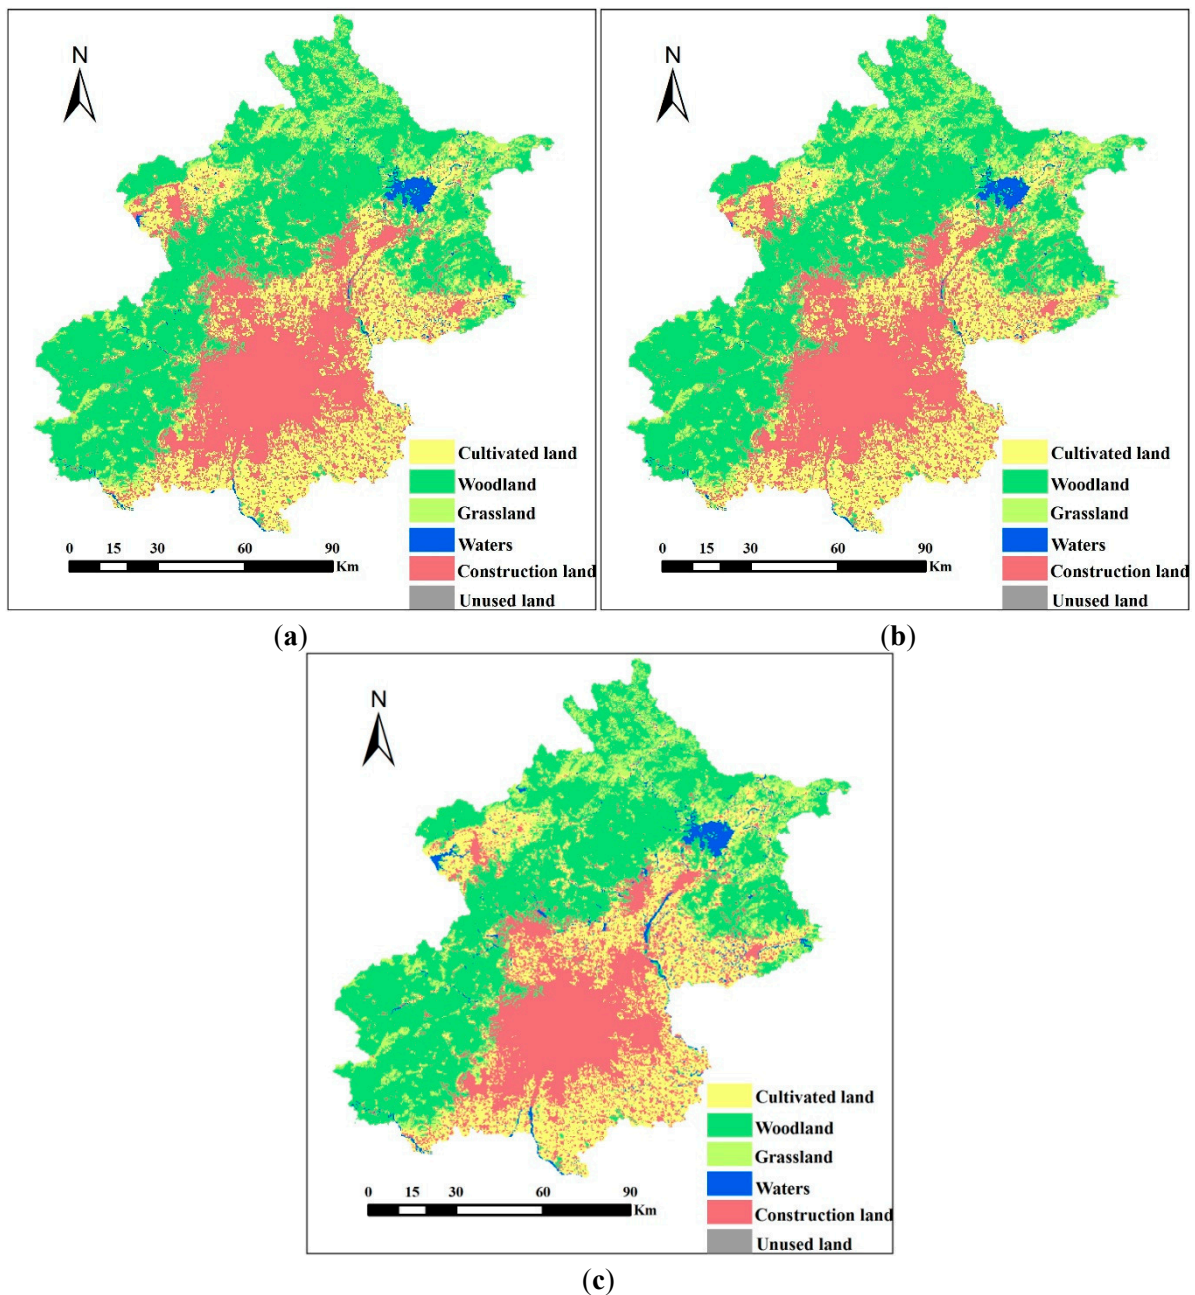 N
Cultivated land
Woodland
Grassland
Waters
Construction land
Unused land
0 15 30 60 90
Km
(a)
N
Cultivated land
Woodland
Grassland
Waters
Construction land
Unused land
0 15 30 60 90
Km
(b)
N
Cultivated land
Woodland
Grassland
Waters
Construction land
Unused land
0 15 30 60 90
Km
(c)